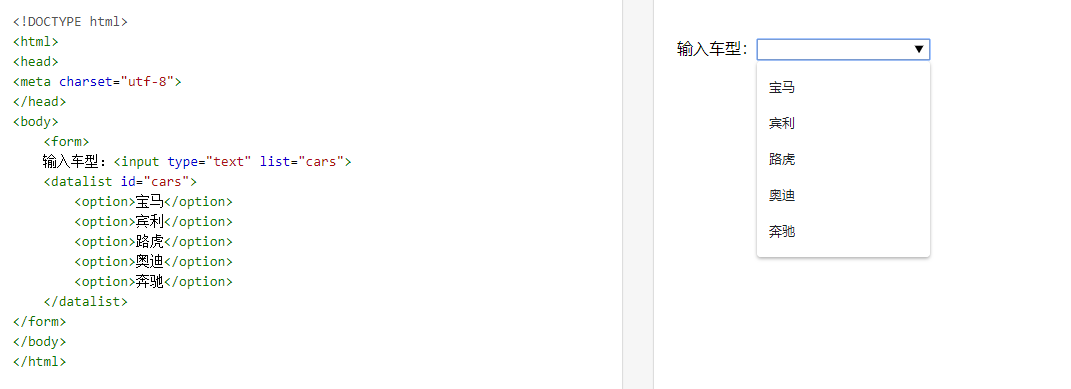 <!DOCTYPE html>
<html>
<head>
<meta charset="utf-8">
</head>
<body>
<form>
输入车型：<input type="text" list="cars">
<datalist id="cars">
<option>宝马</option>
<option>宾利</option>
<option>路虎</option>
<option>奥迪</option>
<option>奔驰</option>
</datalist>
</form>
</body>
</html>
输入车型：
宝马
宾利
路虎
奥迪
奔驰